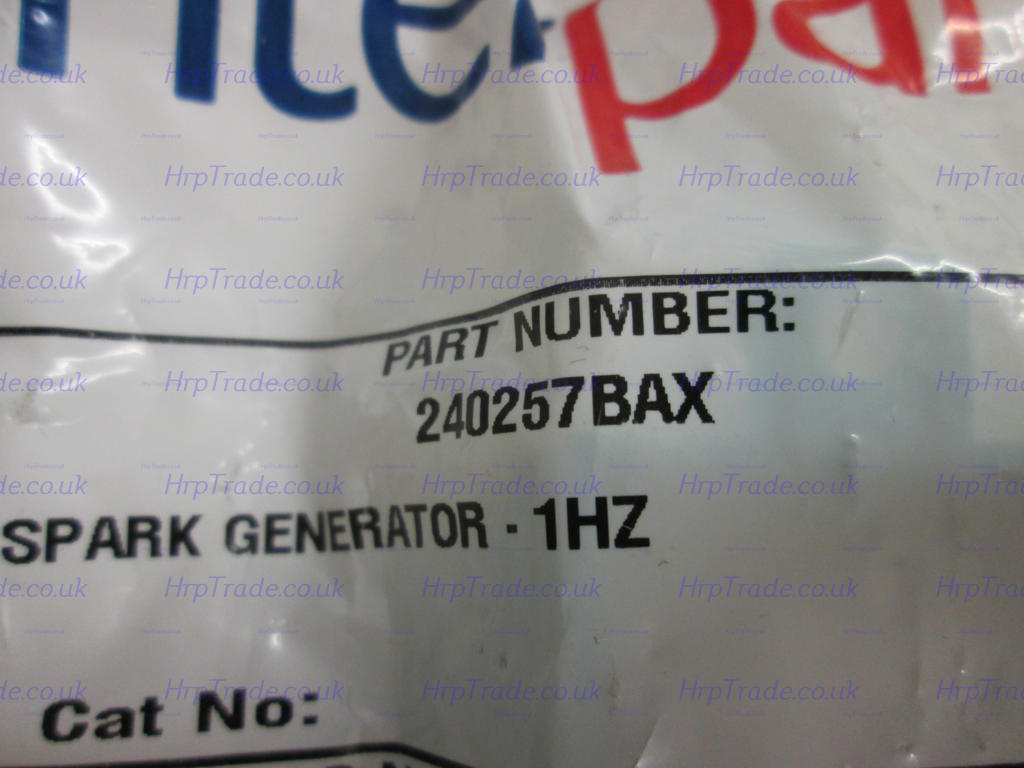 PART NUMBER:
240257BAX
SPARK GENERATOR - 1HZ
Cat No:
HrpTrade.co.uk